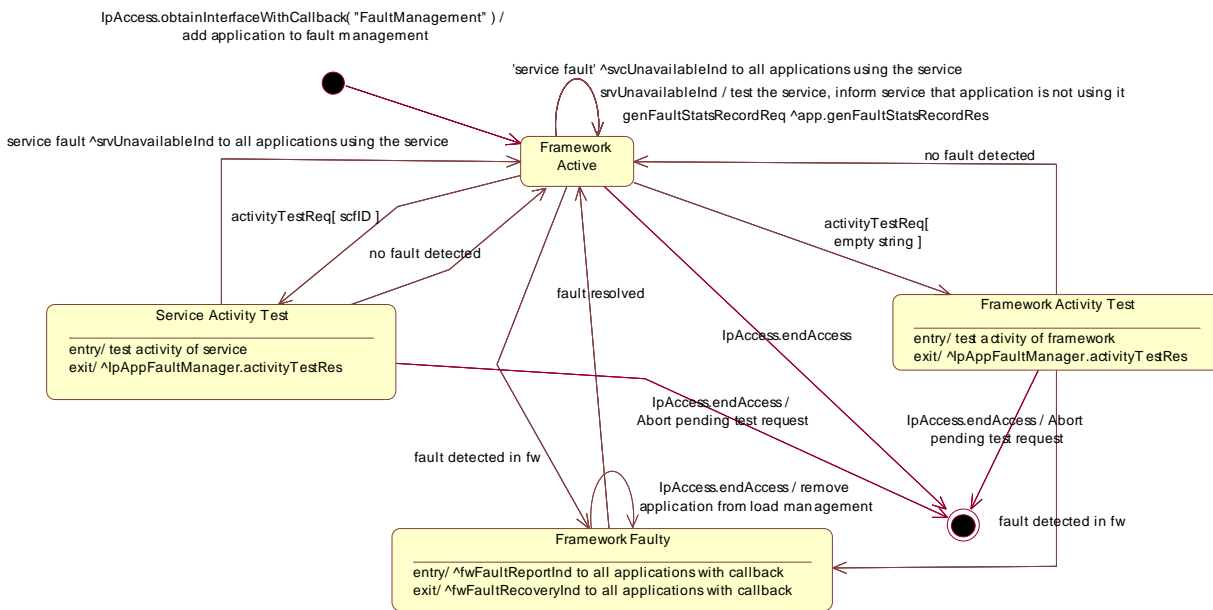 IpAccess.obtainInterfaceWithCallback( "FaultManagement" ) /
add application to fault management
'service fault' ^svcUnavailableInd to all applications using the service
srvUnavailableInd / test the service, inform service that application is not using it
genFaultStatsRecordReq ^app.genFaultStatsRecordRes
service fault ^srvUnavailableInd to all applications using the service
Framework
Active
no fault detected
activityTestReq[ scfID ]
activityTestReq[
empty string ]
no fault detected
fault resolved
Service Activity Test
entry/ test activity of service
exit/ ^IpAppFaultManager.activityTestRes
Framework Activity Test
entry/ test activity of framework
exit/ ^IpAppFaultManager.activityTestRes
IpAccess.endAccess
IpAccess.endAccess /
Abort pending test request
IpAccess.endAccess / Abort
pending test request
fault detected in fw
IpAccess.endAccess / remove
application from load management
fault detected in fw
Framework Faulty
entry/ ^fwFaultReportInd to all applications with callback
exit/ ^fwFaultRecoveryInd to all applications with callback